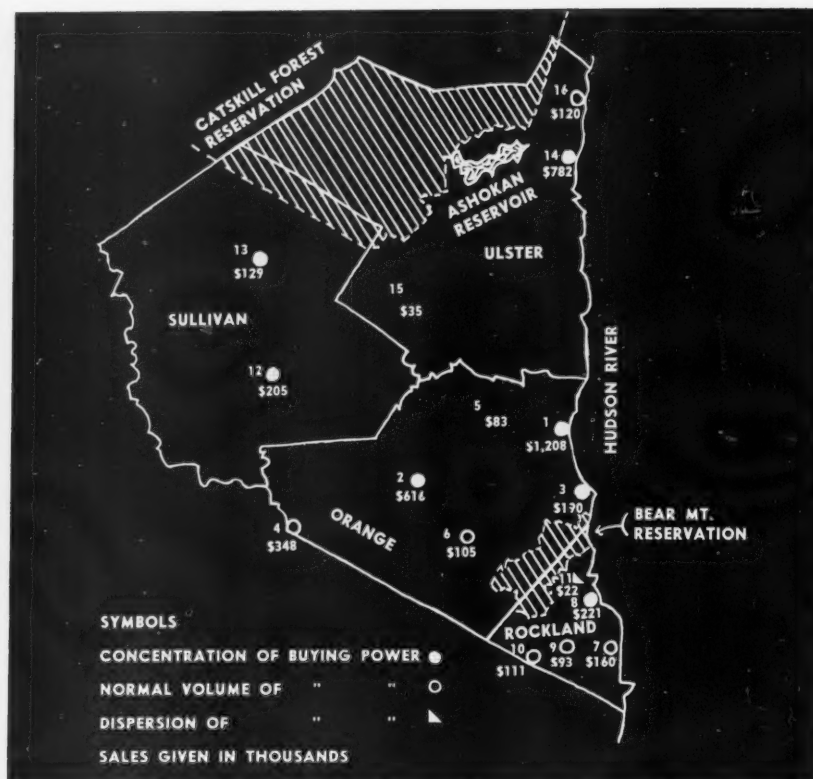 CATSKILL FOREST
RESERVATION
16
$120
14
$782
ASHOKAN
RESERVOIR
ULSTER
13
$129
15
$35
SULLIVAN
12
$205
HUDSON RIVER
5
$83
1
$1,208
2
$616
3
$190
ORANGE
4
$348
6
$105
BEAR MT.
RESERVATION
11
$22
8
$221
ROCKLAND
10
$111
9
$93
7
$160
SYMBOLS
CONCENTRATION OF BUYING POWER
NORMAL VOLUME OF " "
DISPERSION OF " "
SALES GIVEN IN THOUSANDS